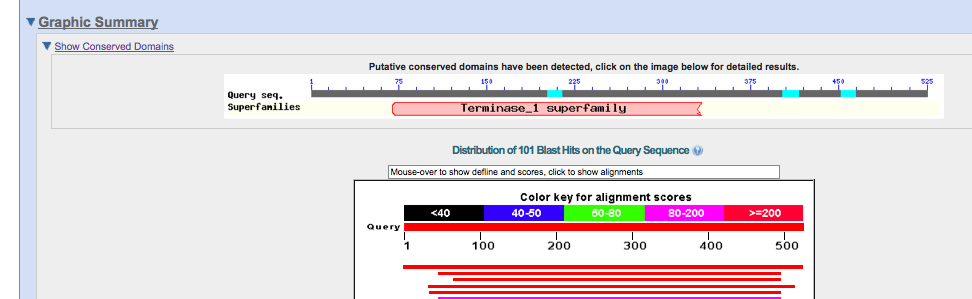 Graphic Summary
Show Conserved Domains
Putative conserved domains have been detected, click on the image below for detailed results.
1 75 150 225 300 375 450 525
Query seq.
Superfamilies
Terminase_1 superfamily
Distribution of 101 Blast Hits on the Query Sequence
Mouse-over to show defline and scores, click to show alignments
Color key for alignment scores
<40 40-50 50-80 80-200 >=200
Query
1 100 200 300 400 500